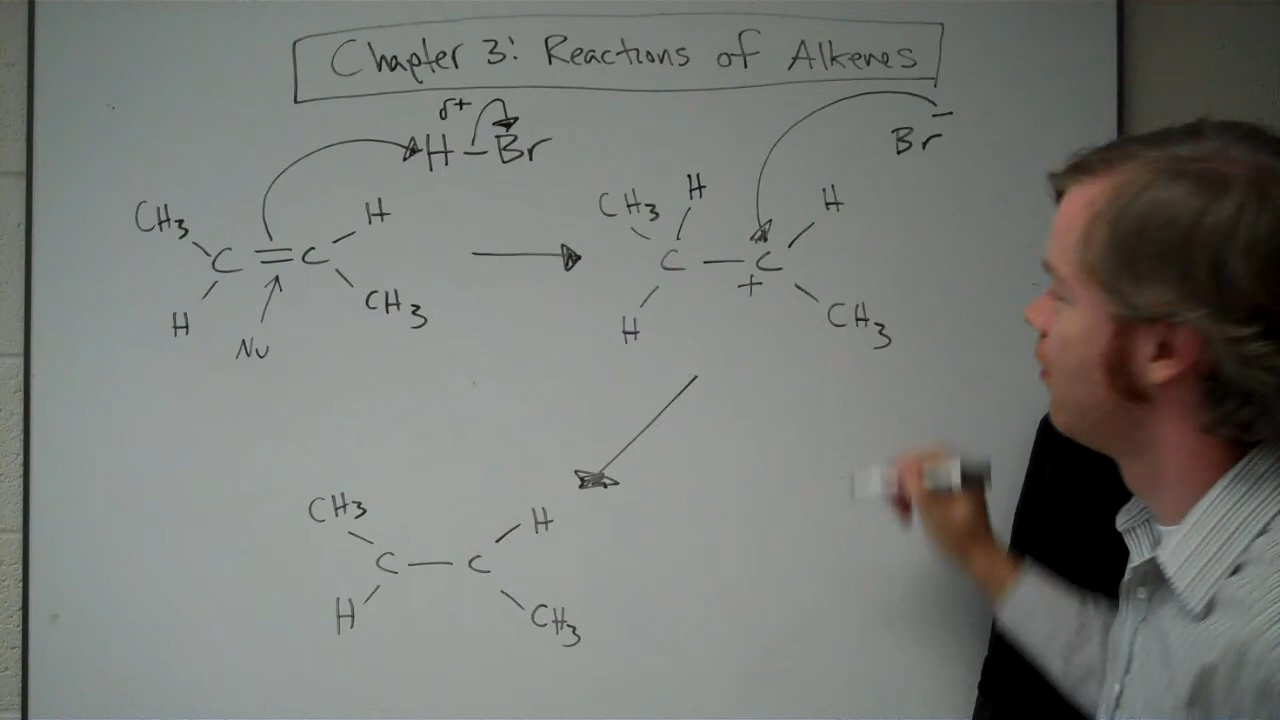 Chapter 3: Reactions of Alkenes
δ+
H – Br
Br⁻
CH3 H
C = C
H CH3
Nu
CH3 H H
C — C
+
H CH3
CH3 H
C — C
H CH3